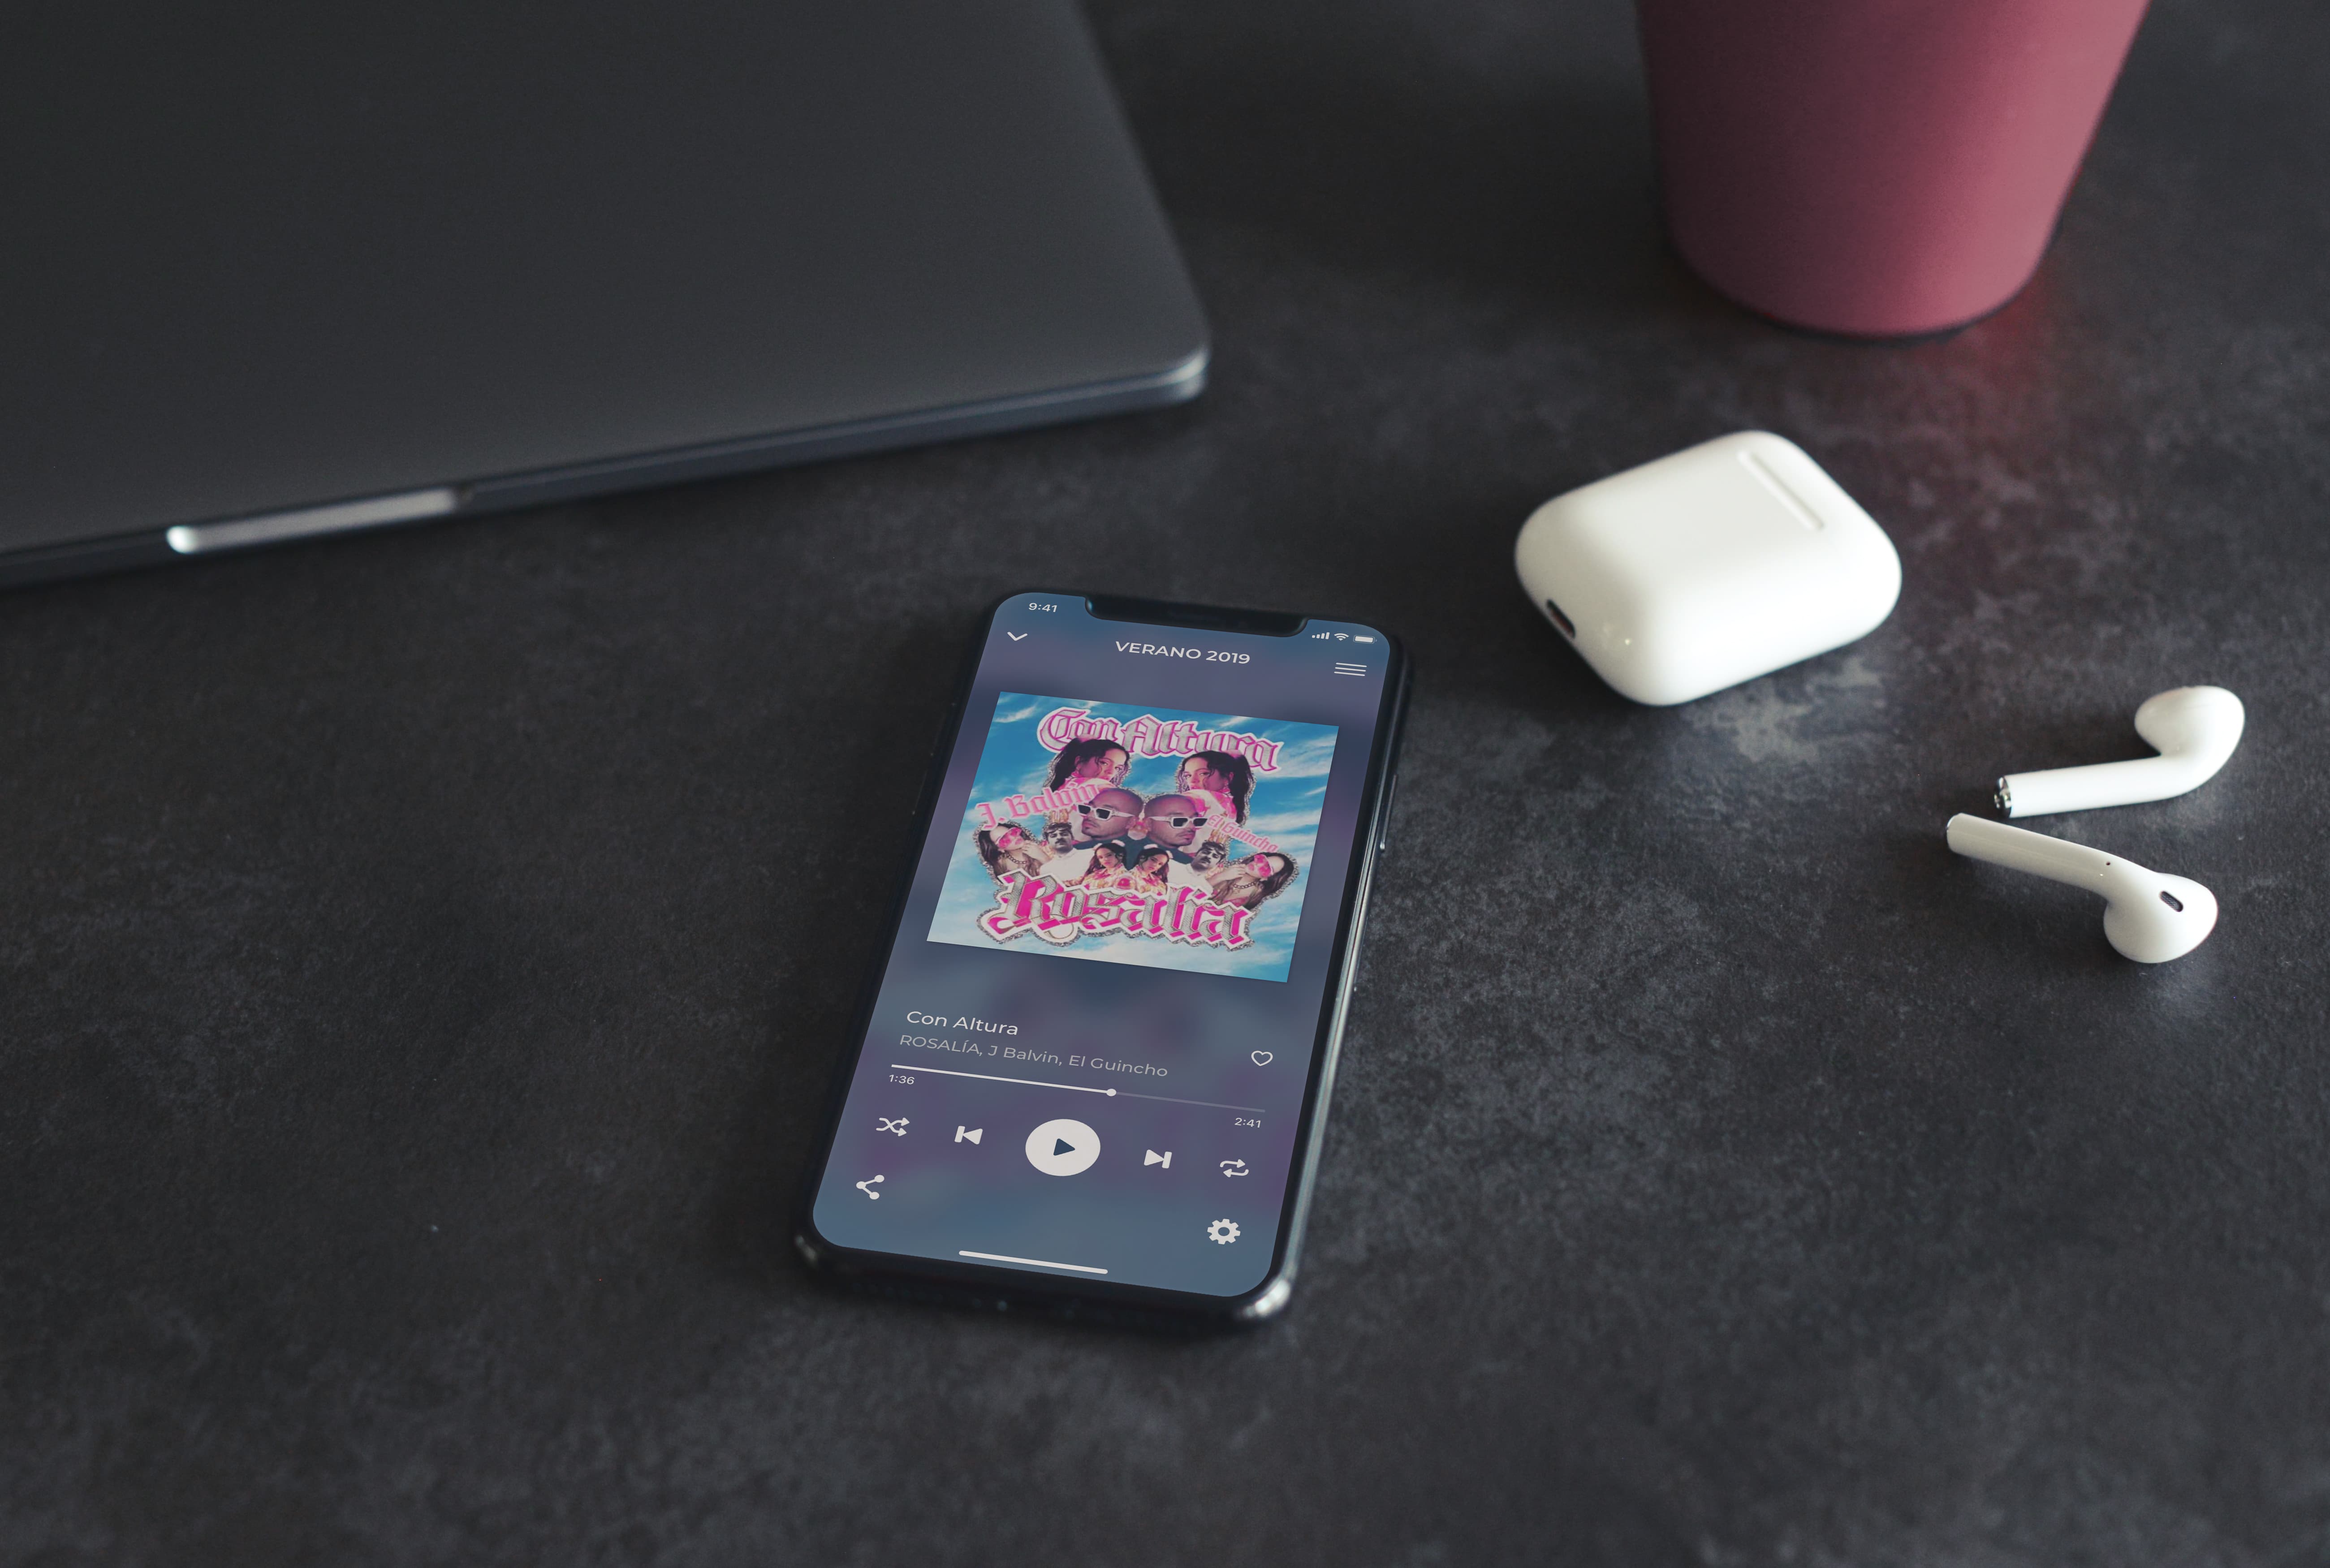 9:41
VERANO 2019
Con Altura
J. Balvin
El Guincho
Rosalía
Con Altura
ROSALÍA, J Balvin, El Guincho
1:36
2:41